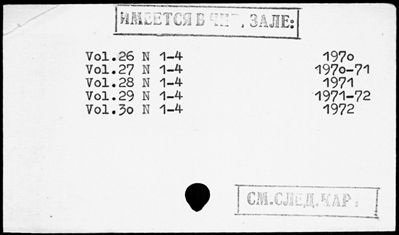 ИМЕЕТСЯ В ЧИТ. ЗАЛЕ:
Vol.26 N 1-4 1970
Vol.27 N 1-4 1970-71
Vol.28 N 1-4 1971
Vol.29 N 1-4 1971-72
Vol.30 N 1-4 1972
СМ.СЛЕД.КАРТ